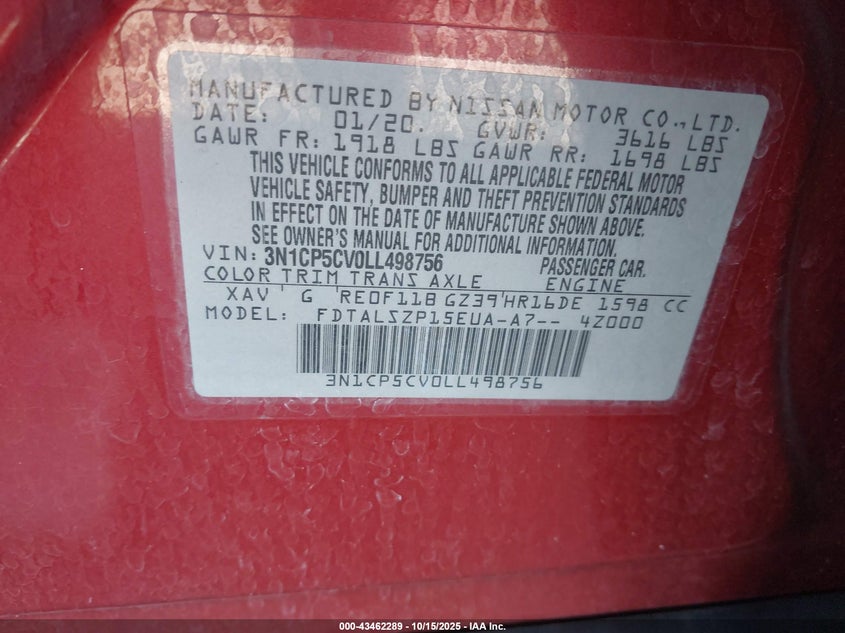 MANUFACTURED BY NISSAN MOTOR CO.,LTD.
DATE: 01/20. GVWR: 3616 LBS
GAWR FR: 1918 LBS GAWR RR: 1698 LBS
THIS VEHICLE CONFORMS TO ALL APPLICABLE FEDERAL MOTOR
VEHICLE SAFETY, BUMPER AND THEFT PREVENTION STANDARDS
IN EFFECT ON THE DATE OF MANUFACTURE SHOWN ABOVE.
SEE OWNER'S MANUAL FOR ADDITIONAL INFORMATION.
VIN: 3N1CP5CV0LL498756 PASSENGER CAR.
COLOR TRIM TRANS AXLE ENGINE
XAV ' G 'RE0F11B GZ39'HR16DE 1598 CC
MODEL: FDTALSZP15EUA-A7-- 4Z000
3N1CP5CV0LL498756
000-43462289 - 10/15/2025 - IAA Inc.